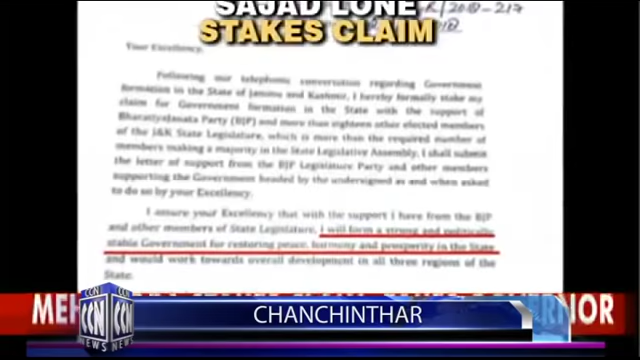 SAJAD LONE
/2018-217
STAKES CLAIM
Your Excellency,
Following our telephonic convertation regarding Government
formation in the State of Jammu and Kashmir, I hereby formally stake my
claim for Government formation in the State with the support of
BharatiyaJanata Party (BJP) and more than eighteen other elected members
of the J&K State Legislature, which is more than the required number of
members making a majority in the State Legislative Assembly. I shall submit
the letter of support from the BJP Legislature Party and other members
supporting the Government headed by the undersigned as and when asked
to do so by your Excellency.
I assure your Excellency that with the support I have from the BJP
and other members of State Legislature, I will form a strong and politically
stable Government for restoring peace, harmony and prosperity in the State
and would work towards overall development in all three regions of the
State.
MEH
CCN
NEWS
CCN
NEWS
CHANCHINTHAR
RNOR